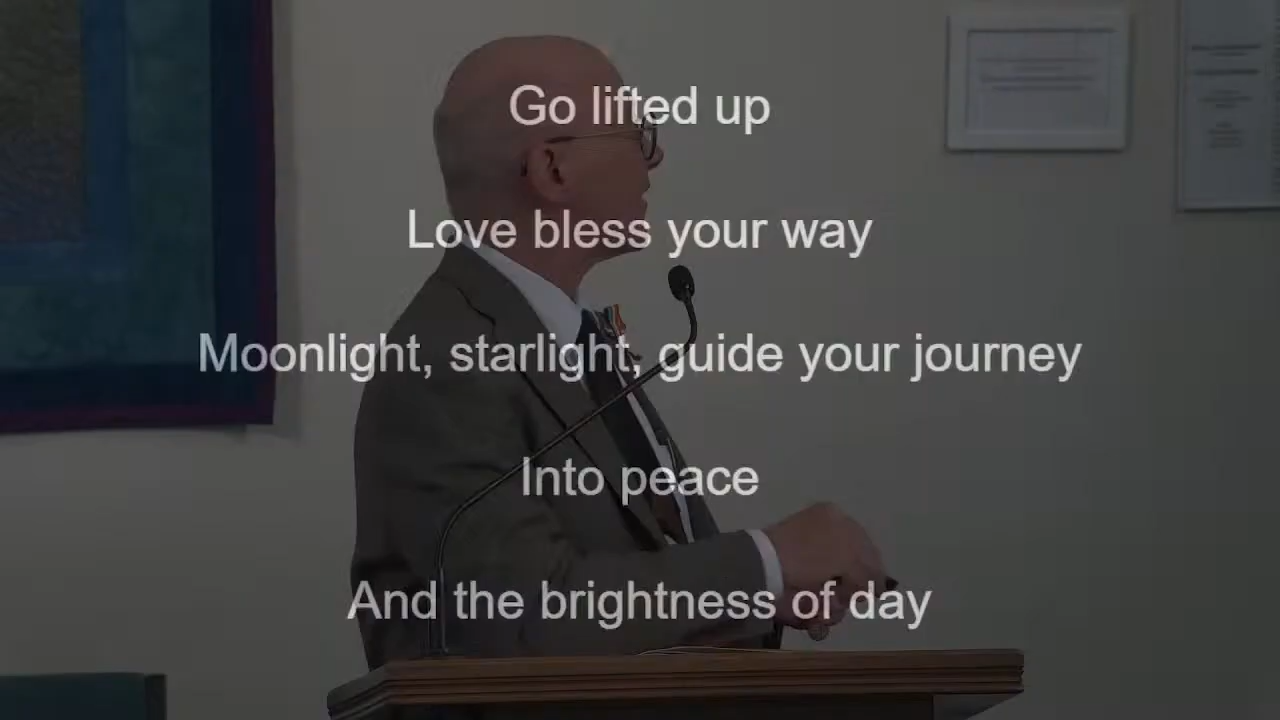 Go lifted up
Love bless your way
Moonlight, starlight, guide your journey
Into peace
And the brightness of day